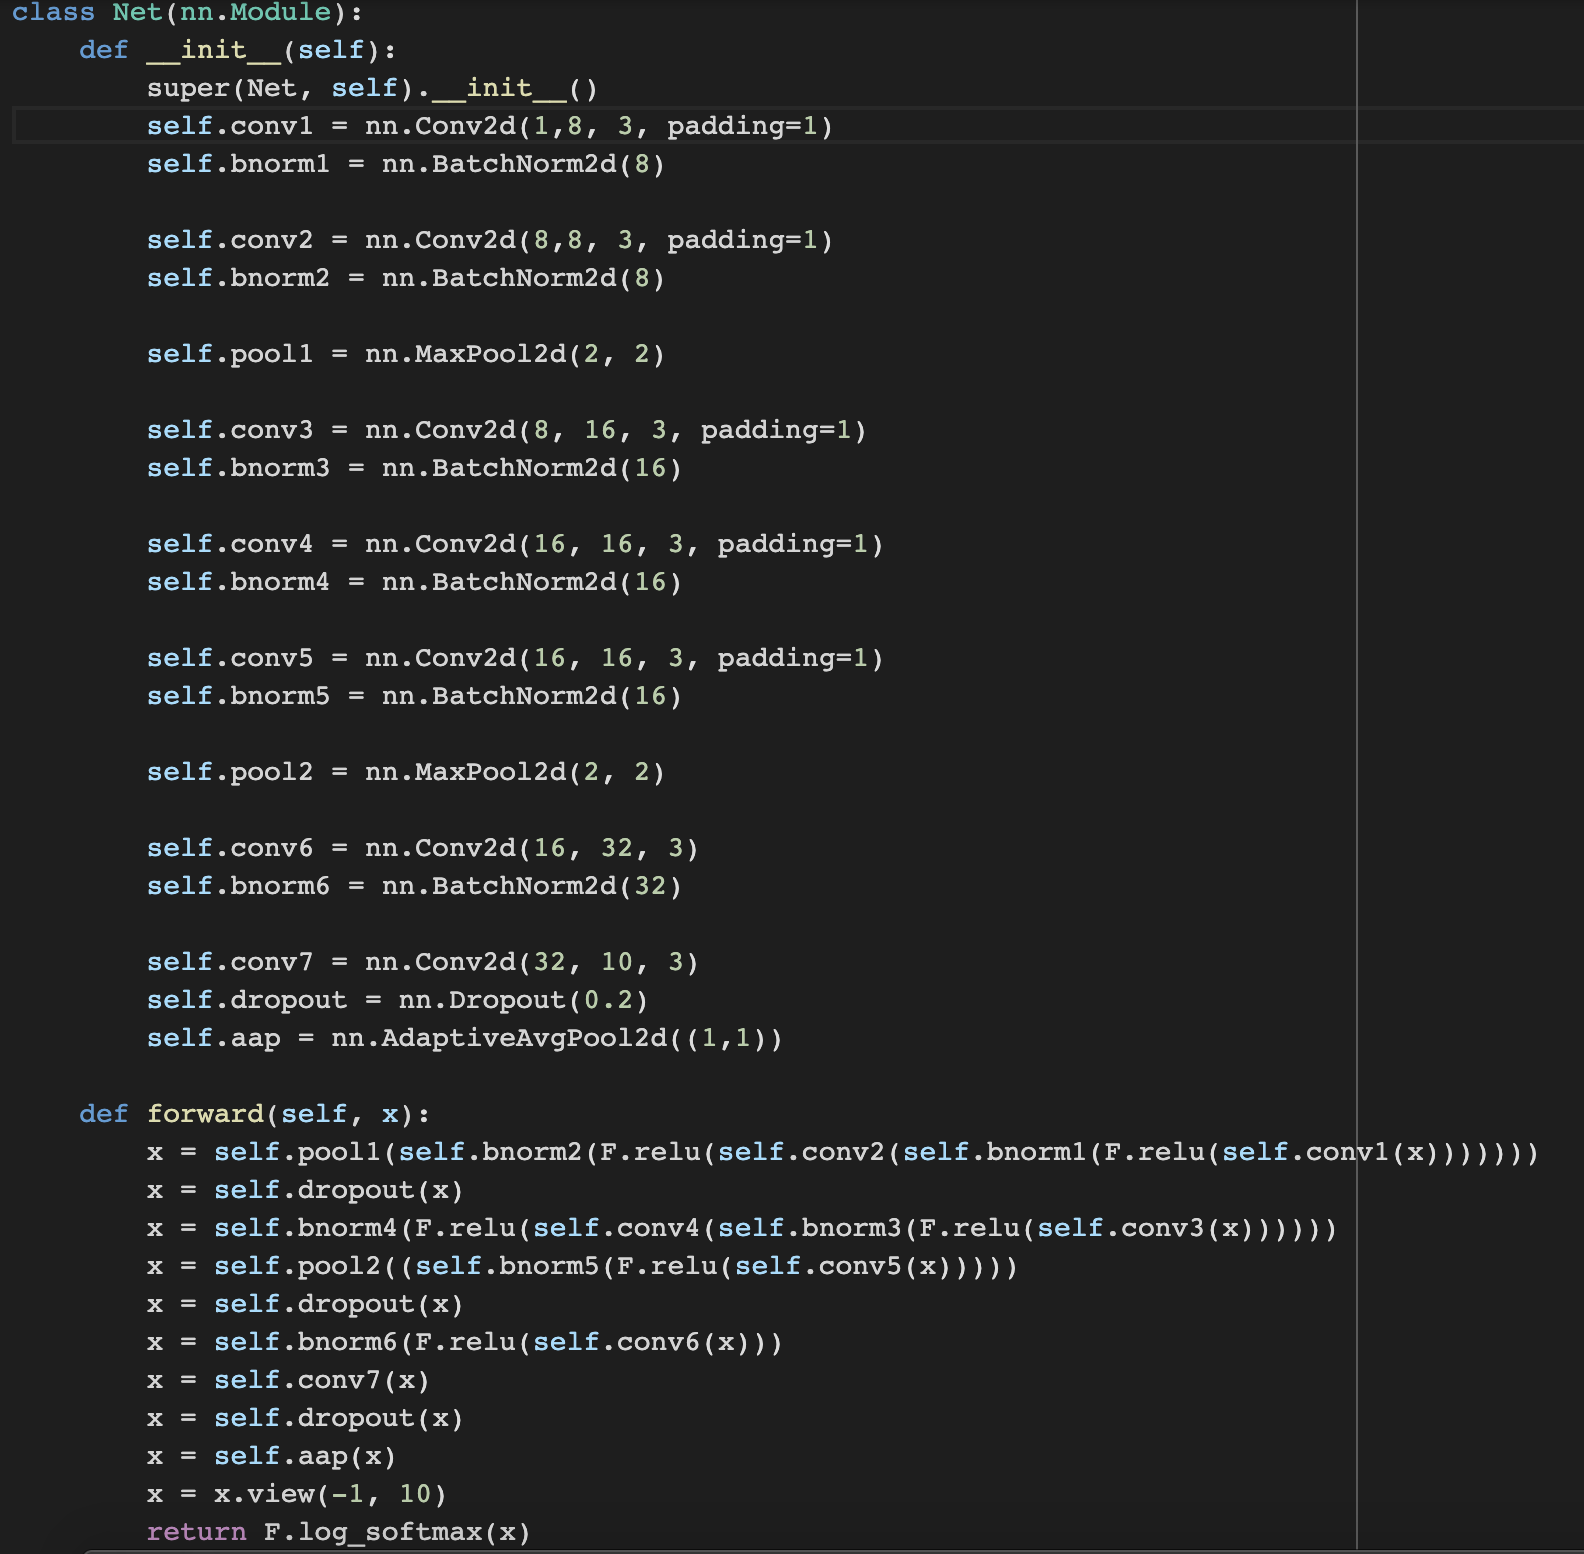 class Net(nn.Module):
    def __init__(self):
        super(Net, self).__init__()
        self.conv1 = nn.Conv2d(1,8, 3, padding=1)
        self.bnorm1 = nn.BatchNorm2d(8)

        self.conv2 = nn.Conv2d(8,8, 3, padding=1)
        self.bnorm2 = nn.BatchNorm2d(8)

        self.pool1 = nn.MaxPool2d(2, 2)

        self.conv3 = nn.Conv2d(8, 16, 3, padding=1)
        self.bnorm3 = nn.BatchNorm2d(16)

        self.conv4 = nn.Conv2d(16, 16, 3, padding=1)
        self.bnorm4 = nn.BatchNorm2d(16)

        self.conv5 = nn.Conv2d(16, 16, 3, padding=1)
        self.bnorm5 = nn.BatchNorm2d(16)

        self.pool2 = nn.MaxPool2d(2, 2)

        self.conv6 = nn.Conv2d(16, 32, 3)
        self.bnorm6 = nn.BatchNorm2d(32)

        self.conv7 = nn.Conv2d(32, 10, 3)
        self.dropout = nn.Dropout(0.2)
        self.aap = nn.AdaptiveAvgPool2d((1,1))

    def forward(self, x):
        x = self.pool1(self.bnorm2(F.relu(self.conv2(self.bnorm1(F.relu(self.conv1(x)))))))
        x = self.dropout(x)
        x = self.bnorm4(F.relu(self.conv4(self.bnorm3(F.relu(self.conv3(x))))))
        x = self.pool2((self.bnorm5(F.relu(self.conv5(x)))))
        x = self.dropout(x)
        x = self.bnorm6(F.relu(self.conv6(x)))
        x = self.conv7(x)
        x = self.dropout(x)
        x = self.aap(x)
        x = x.view(-1, 10)
        return F.log_softmax(x)